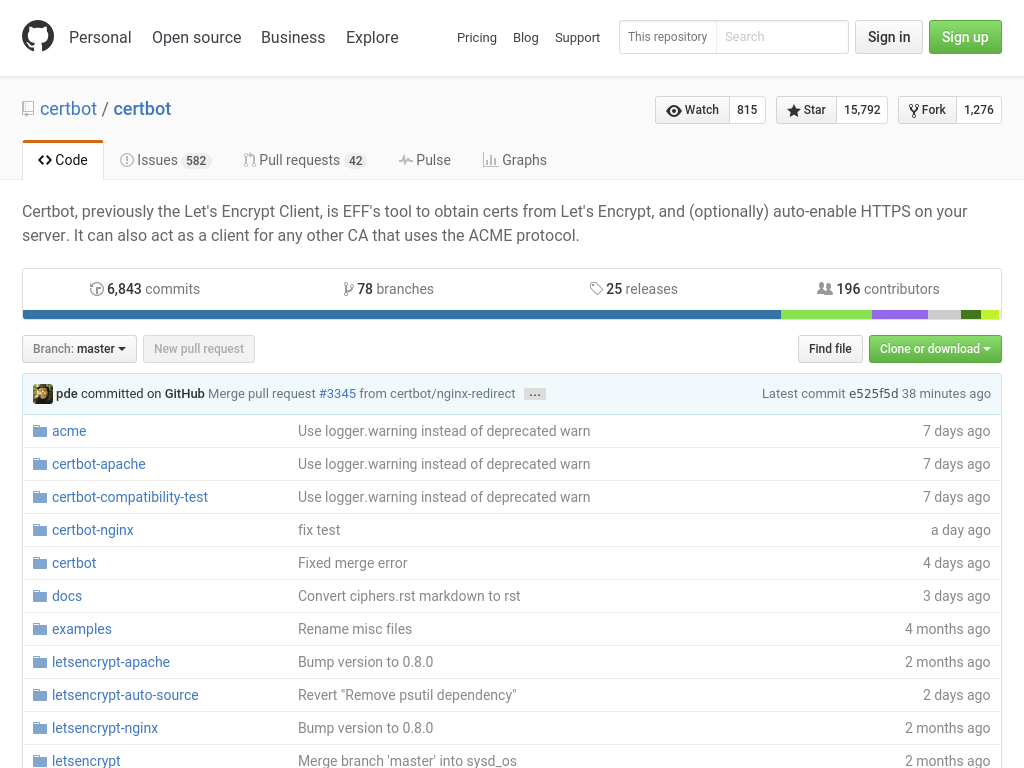 Personal Open source Business Explore Pricing Blog Support This repository Search Sign in Sign up
certbot / certbot Watch 815 Star 15,792 Fork 1,276
Code Issues 582 Pull requests 42 Pulse Graphs
Certbot, previously the Let's Encrypt Client, is EFF's tool to obtain certs from Let's Encrypt, and (optionally) auto-enable HTTPS on your
server. It can also act as a client for any other CA that uses the ACME protocol.
6,843 commits 78 branches 25 releases 196 contributors
Branch: master New pull request Find file Clone or download
pde committed on GitHub Merge pull request #3345 from certbot/nginx-redirect … Latest commit e525f5d 38 minutes ago
acme Use logger.warning instead of deprecated warn 7 days ago
certbot-apache Use logger.warning instead of deprecated warn 7 days ago
certbot-compatibility-test Use logger.warning instead of deprecated warn 7 days ago
certbot-nginx fix test a day ago
certbot Fixed merge error 4 days ago
docs Convert ciphers.rst markdown to rst 3 days ago
examples Rename misc files 4 months ago
letsencrypt-apache Bump version to 0.8.0 2 months ago
letsencrypt-auto-source Revert "Remove psutil dependency" 2 days ago
letsencrypt-nginx Bump version to 0.8.0 2 months ago
letsencrypt Merge branch 'master' into sysd_os 2 months ago